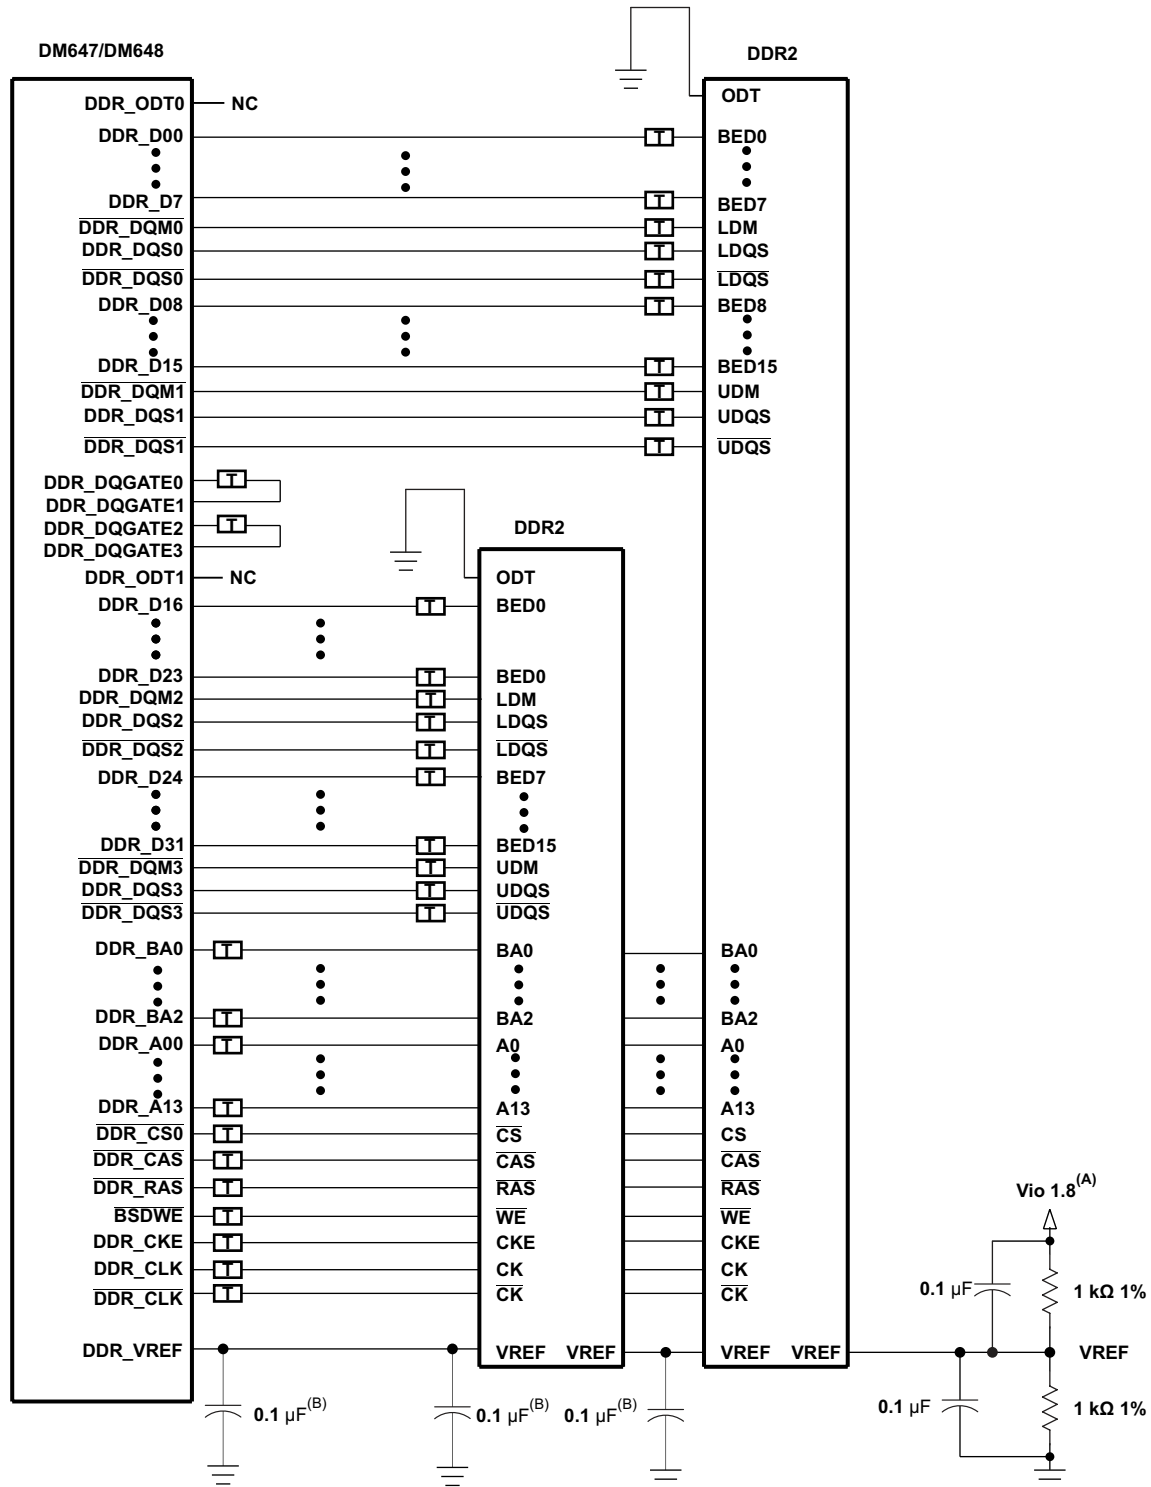 DM647/DM648
DDR2
DDR_ODT0 NC ODT
DDR_D00 T BED0
DDR_D7 T BED7
DDR_DQM0 T LDM
DDR_DQS0 T LDQS
DDR_DQS0 T LDQS
DDR_D08 T BED8
DDR_D15 T BED15
DDR_DQM1 T UDM
DDR_DQS1 T UDQS
DDR_DQS1 T UDQS
DDR_DQGATE0 T
DDR_DQGATE1
DDR_DQGATE2 T
DDR_DQGATE3
DDR2
DDR_ODT1 NC ODT
DDR_D16 T BED0
DDR_D23 T BED0
DDR_DQM2 T LDM
DDR_DQS2 T LDQS
DDR_DQS2 T LDQS
DDR_D24 T BED7
DDR_D31 T BED15
DDR_DQM3 T UDM
DDR_DQS3 T UDQS
DDR_DQS3 T UDQS
DDR_BA0 T BA0 BA0
DDR_BA2 T BA2 BA2
DDR_A00 T A0 A0
DDR_A13 T A13 A13
DDR_CS0 T CS CS
DDR_CAS T CAS CAS
DDR_RAS T RAS RAS
BSDWE T WE WE
DDR_CKE T CKE CKE
DDR_CLK T CK CK
DDR_CLK T CK CK
Vio 1.8(A)
0.1 µF 1 kΩ 1%
DDR_VREF VREF VREF VREF VREF VREF
0.1 µF(B) 0.1 µF(B) 0.1 µF(B) 0.1 µF 1 kΩ 1%